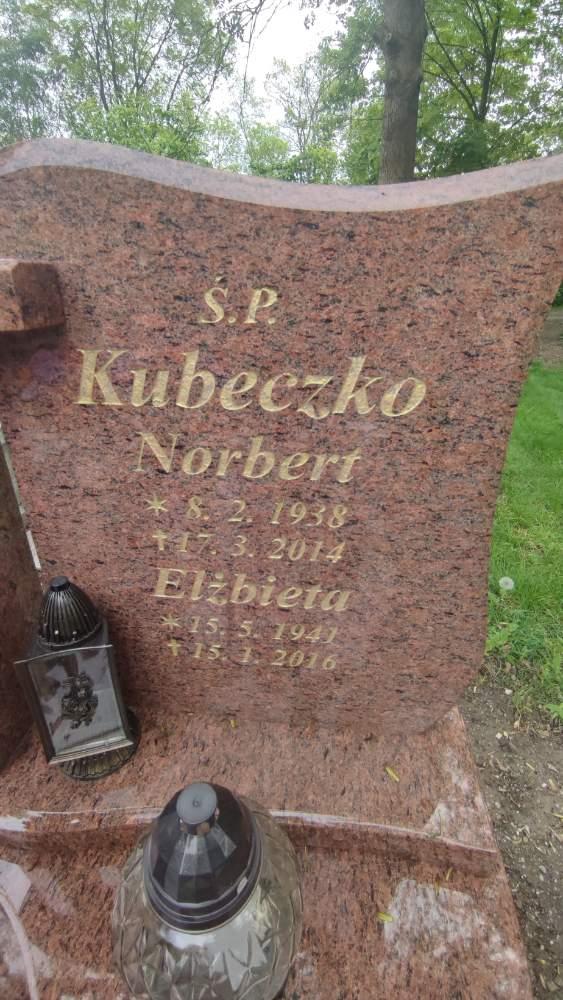 Ś.P.
Kubeczko
Norbert
* 8. 2. 1938
✝ 17. 3. 2014
Elżbieta
* 15. 5. 1941
✝ 15. 1. 2016